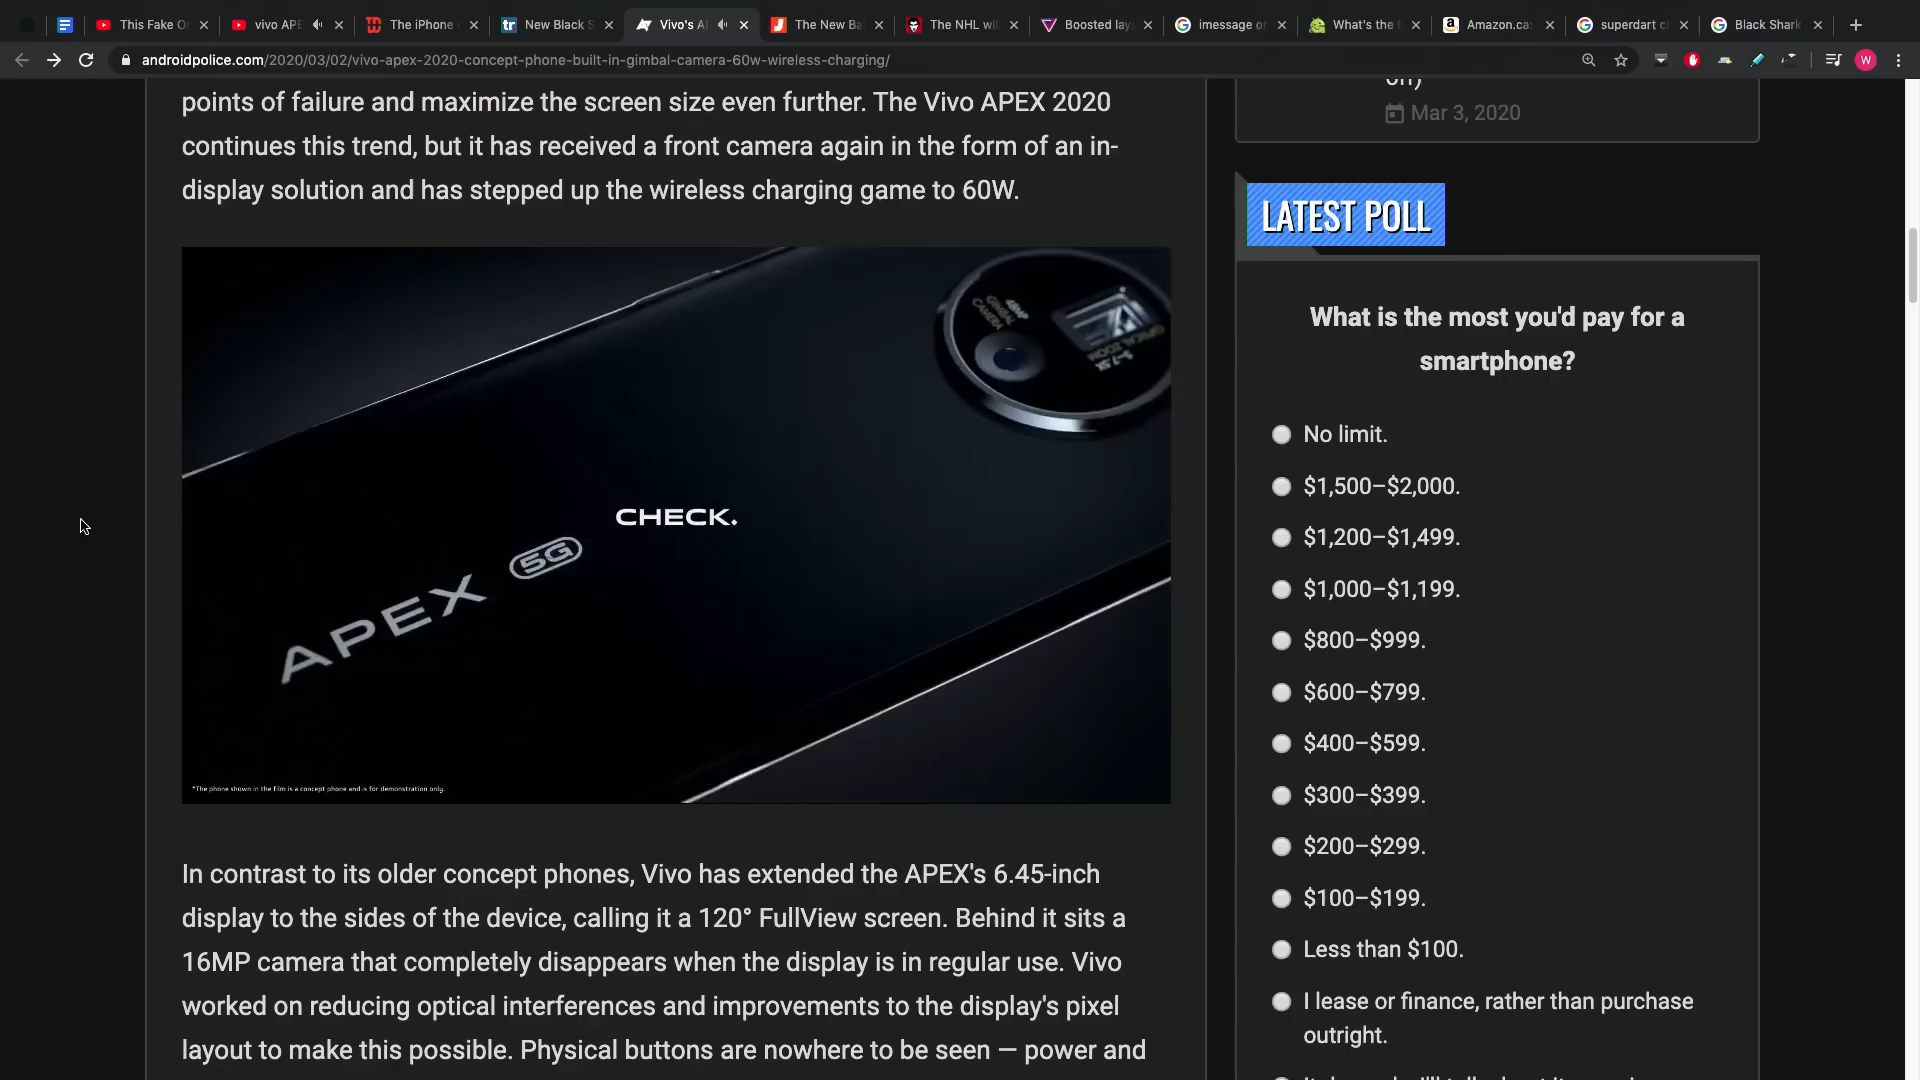 This Fake O
vivo APE
The iPhone
New Black S
Vivo's A
The New Ba
The NHL wi
Boosted lay
imessage o
What's the
Amazon.ca
superdart c
Black Shark
androidpolice.com/2020/03/02/vivo-apex-2020-concept-phone-built-in-gimbal-camera-60w-wireless-charging/
W
points of failure and maximize the screen size even further. The Vivo APEX 2020
continues this trend, but it has received a front camera again in the form of an in-
display solution and has stepped up the wireless charging game to 60W.
48MP
GIMBAL
CAMERA
5-7.5X
OPTICAL ZOOM
CHECK.
APEX 5G
*The phone shown in the film is a concept phone and is for demonstration only.
In contrast to its older concept phones, Vivo has extended the APEX's 6.45-inch
display to the sides of the device, calling it a 120° FullView screen. Behind it sits a
16MP camera that completely disappears when the display is in regular use. Vivo
worked on reducing optical interferences and improvements to the display's pixel
layout to make this possible. Physical buttons are nowhere to be seen — power and
Mar 3, 2020
LATEST POLL
What is the most you'd pay for a
smartphone?
No limit.
$1,500–$2,000.
$1,200–$1,499.
$1,000–$1,199.
$800–$999.
$600–$799.
$400–$599.
$300–$399.
$200–$299.
$100–$199.
Less than $100.
I lease or finance, rather than purchase
outright.